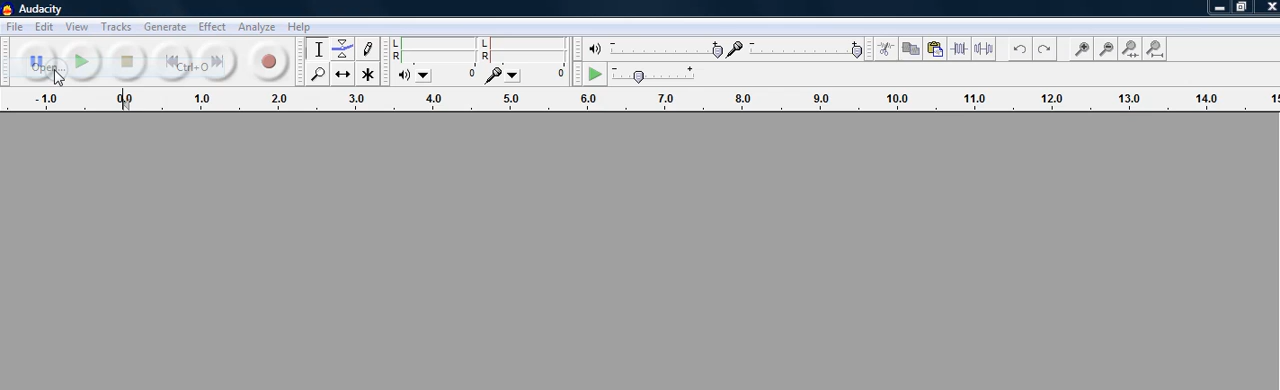 Audacity
File Edit View Tracks Generate Effect Analyze Help
L L
R R
Open... Ctrl+O
0 0
- + - +
- +
- 1.0 0.0 1.0 2.0 3.0 4.0 5.0 6.0 7.0 8.0 9.0 10.0 11.0 12.0 13.0 14.0